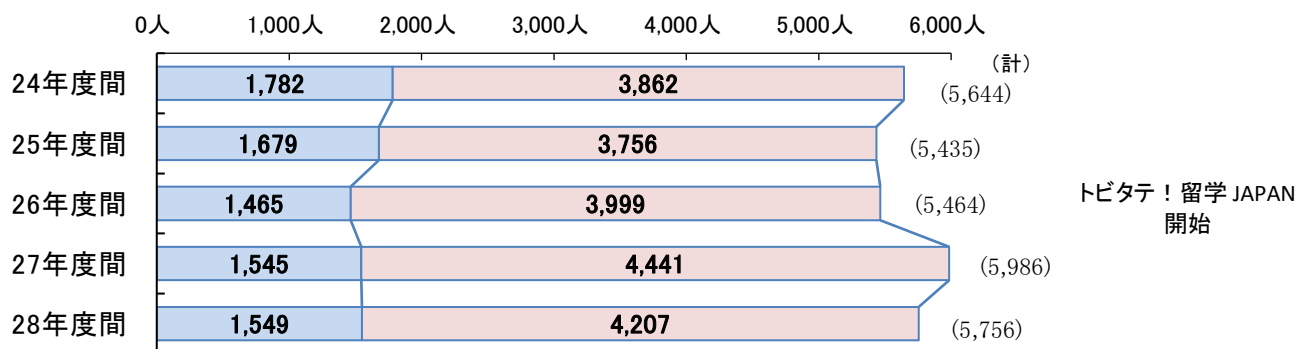 0人 1,000人 2,000人 3,000人 4,000人 5,000人 6,000人
(計)
24年度間 1,782 3,862 (5,644)
25年度間 1,679 3,756 (5,435)
26年度間 1,465 3,999 (5,464)
トビタテ！留学 JAPAN
開始
27年度間 1,545 4,441 (5,986)
28年度間 1,549 4,207 (5,756)